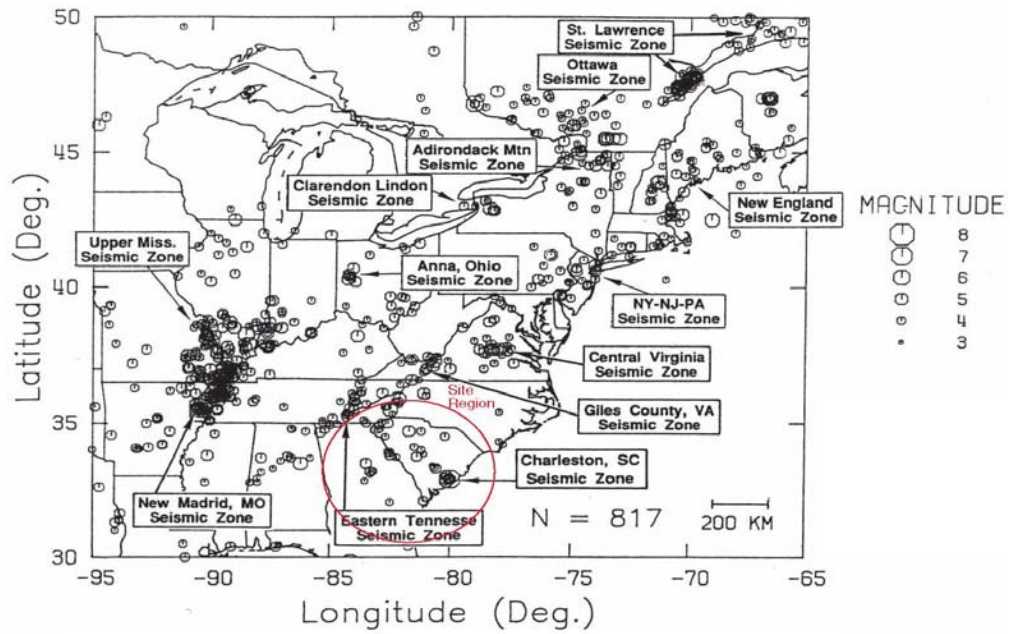 50
45
40
35
30
Latitude (Deg.)
St. Lawrence
Seismic Zone
Ottawa
Seismic Zone
Adirondack Mtn
Seismic Zone
Clarendon Lindon
Seismic Zone
New England
Seismic Zone
Upper Miss.
Seismic Zone
Anna, Ohio
Seismic Zone
NY-NJ-PA
Seismic Zone
Central Virginia
Seismic Zone
Site
Region
Giles County, VA
Seismic Zone
Charleston, SC
Seismic Zone
New Madrid, MO
Seismic Zone
Eastern Tennesse
Seismic Zone
N = 817
200 KM
-95
-90
-85
-80
-75
-70
-65
Longitude (Deg.)
MAGNITUDE
8
7
6
5
4
3